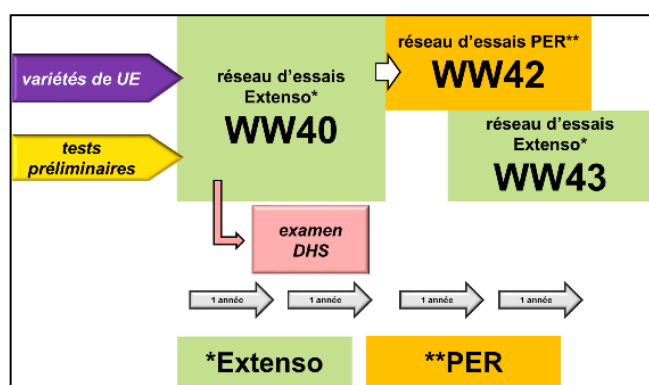 variétés de UE
tests
préliminaires
réseau d'essais
Extenso*
WW40
réseau d'essais PER**
WW42
réseau d'essais
Extenso*
WW43
examen
DHS
1 année
1 année
1 année
1 année
*Extenso
**PER